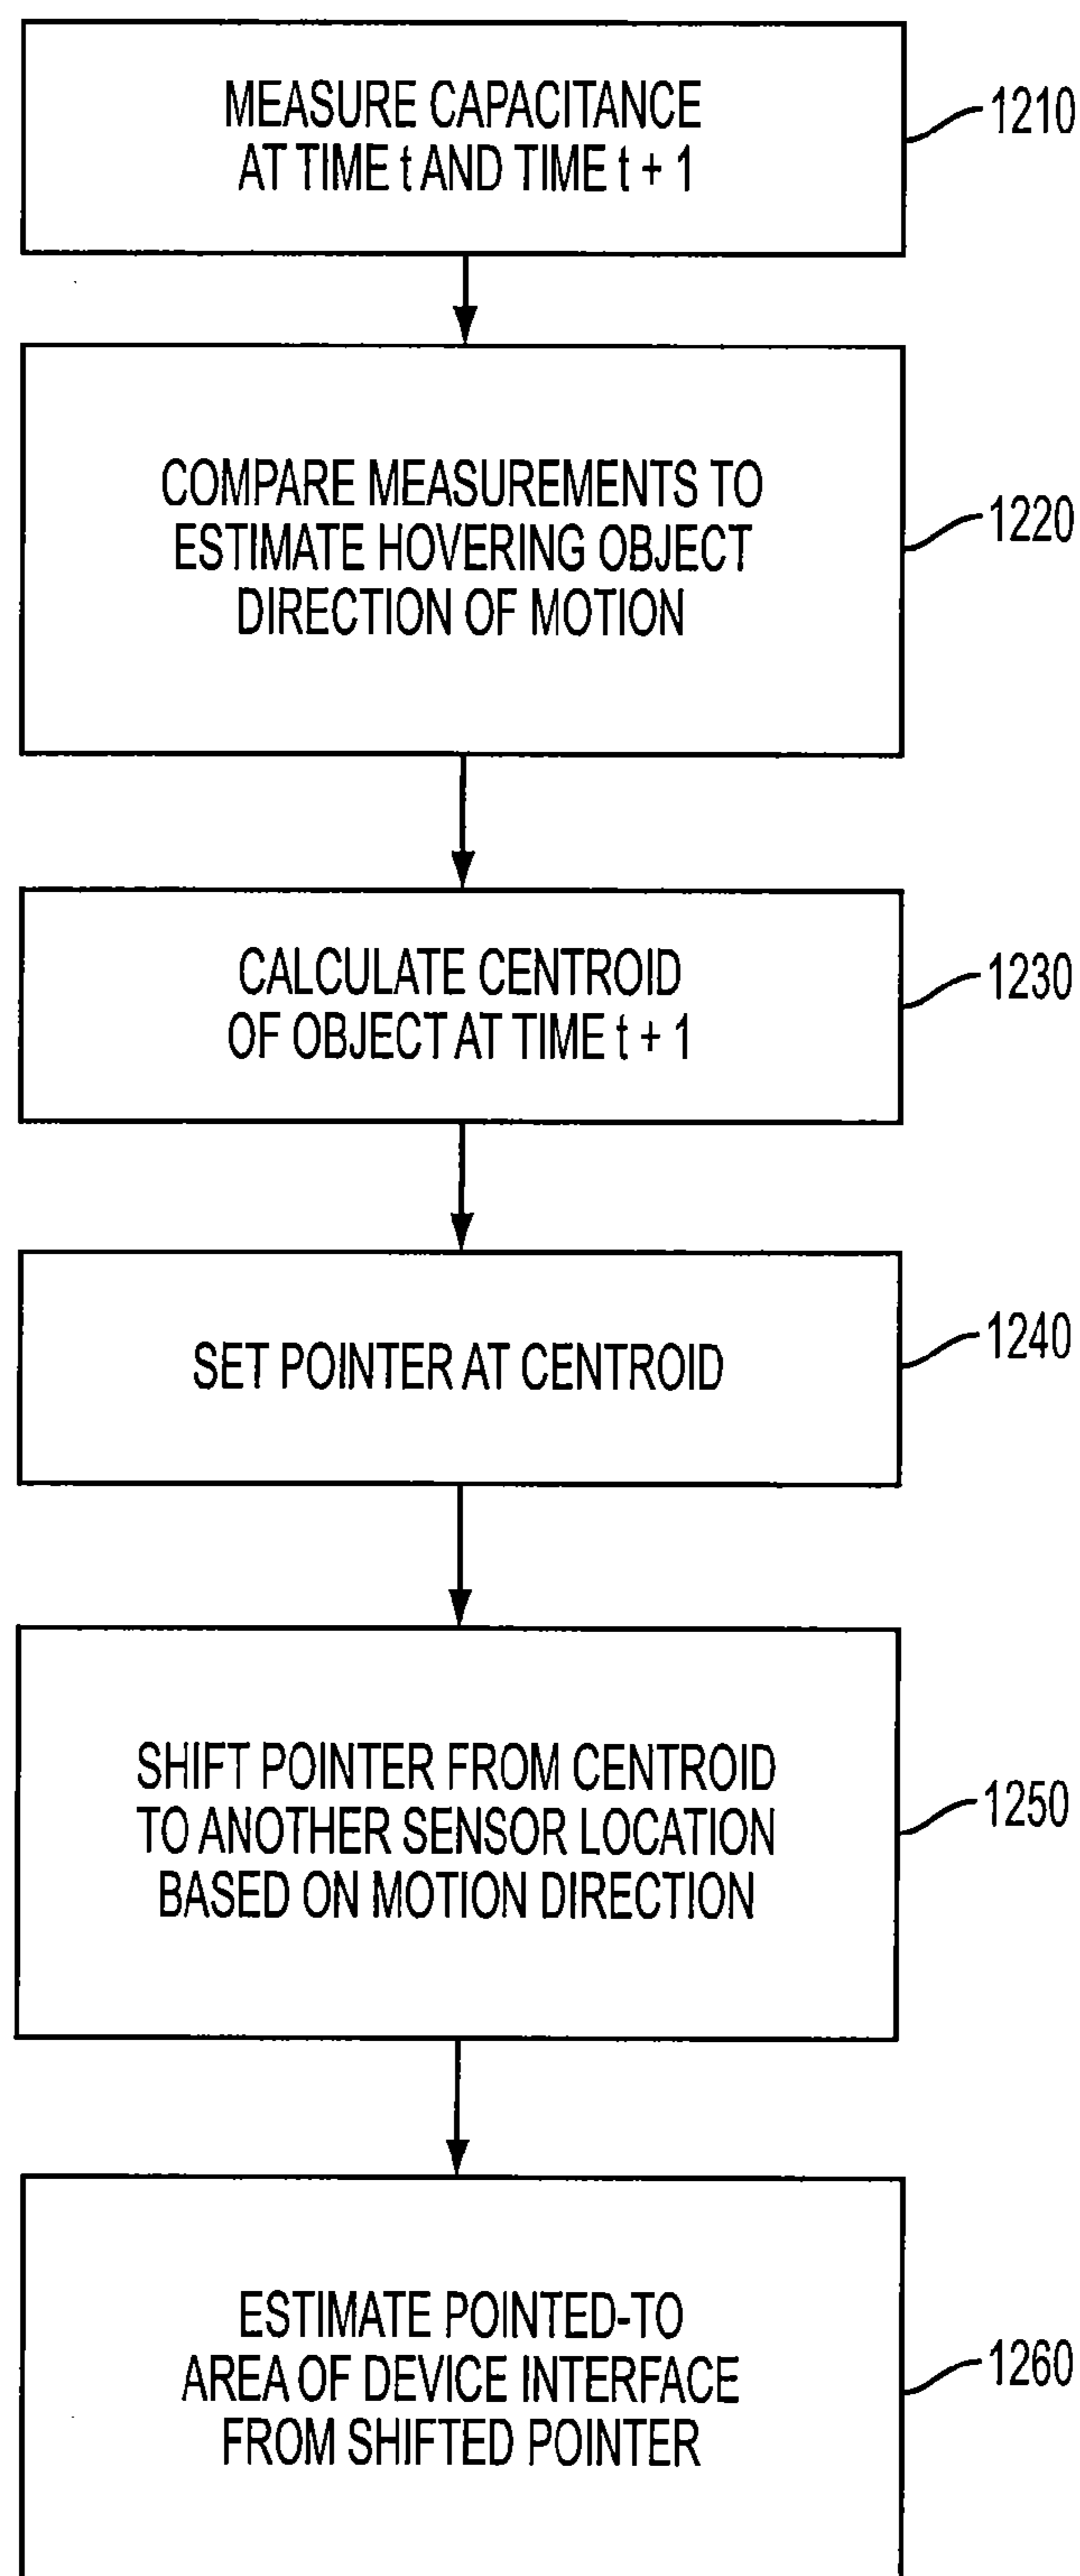 MEASURE CAPACITANCE
AT TIME t AND TIME t + 1
1210
COMPARE MEASUREMENTS TO
ESTIMATE HOVERING OBJECT
DIRECTION OF MOTION
1220
CALCULATE CENTROID
OF OBJECT AT TIME t + 1
1230
SET POINTER AT CENTROID
1240
SHIFT POINTER FROM CENTROID
TO ANOTHER SENSOR LOCATION
BASED ON MOTION DIRECTION
1250
ESTIMATE POINTED-TO
AREA OF DEVICE INTERFACE
FROM SHIFTED POINTER
1260